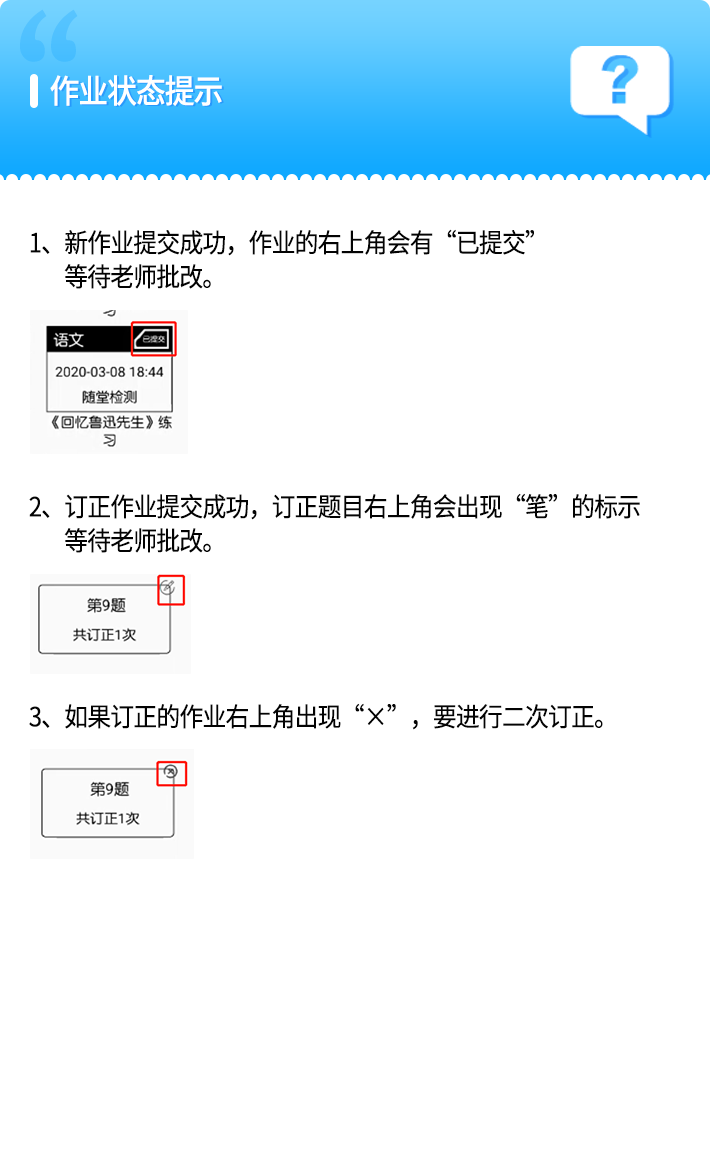 作业状态提示
1、新作业提交成功，作业的右上角会有“已提交”
等待老师批改。
习
语文 已提交
2020-03-08 18:44
随堂检测
《回忆鲁迅先生》练
习
2、订正作业提交成功，订正题目右上角会出现“笔”的标示
等待老师批改。
第9题
共订正1次
3、如果订正的作业右上角出现“×”，要进行二次订正。
第9题
共订正1次